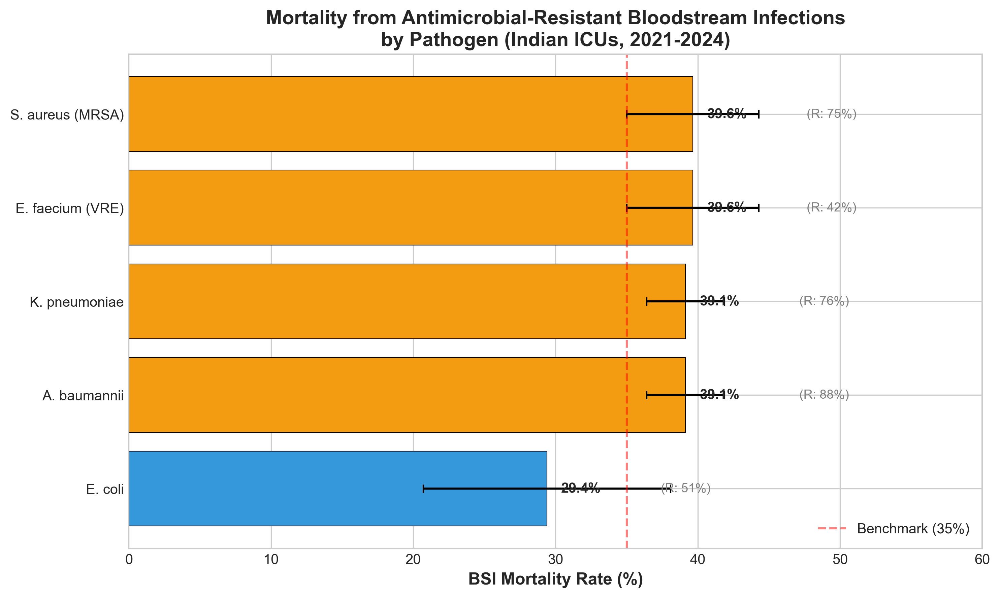 Mortality from Antimicrobial-Resistant Bloodstream Infections
by Pathogen (Indian ICUs, 2021-2024)
S. aureus (MRSA)
39.6%
(R: 75%)
E. faecium (VRE)
39.6%
(R: 42%)
K. pneumoniae
39.1%
(R: 76%)
A. baumannii
39.1%
(R: 88%)
E. coli
29.4%
(R: 51%)
Benchmark (35%)
0 10 20 30 40 50 60
BSI Mortality Rate (%)